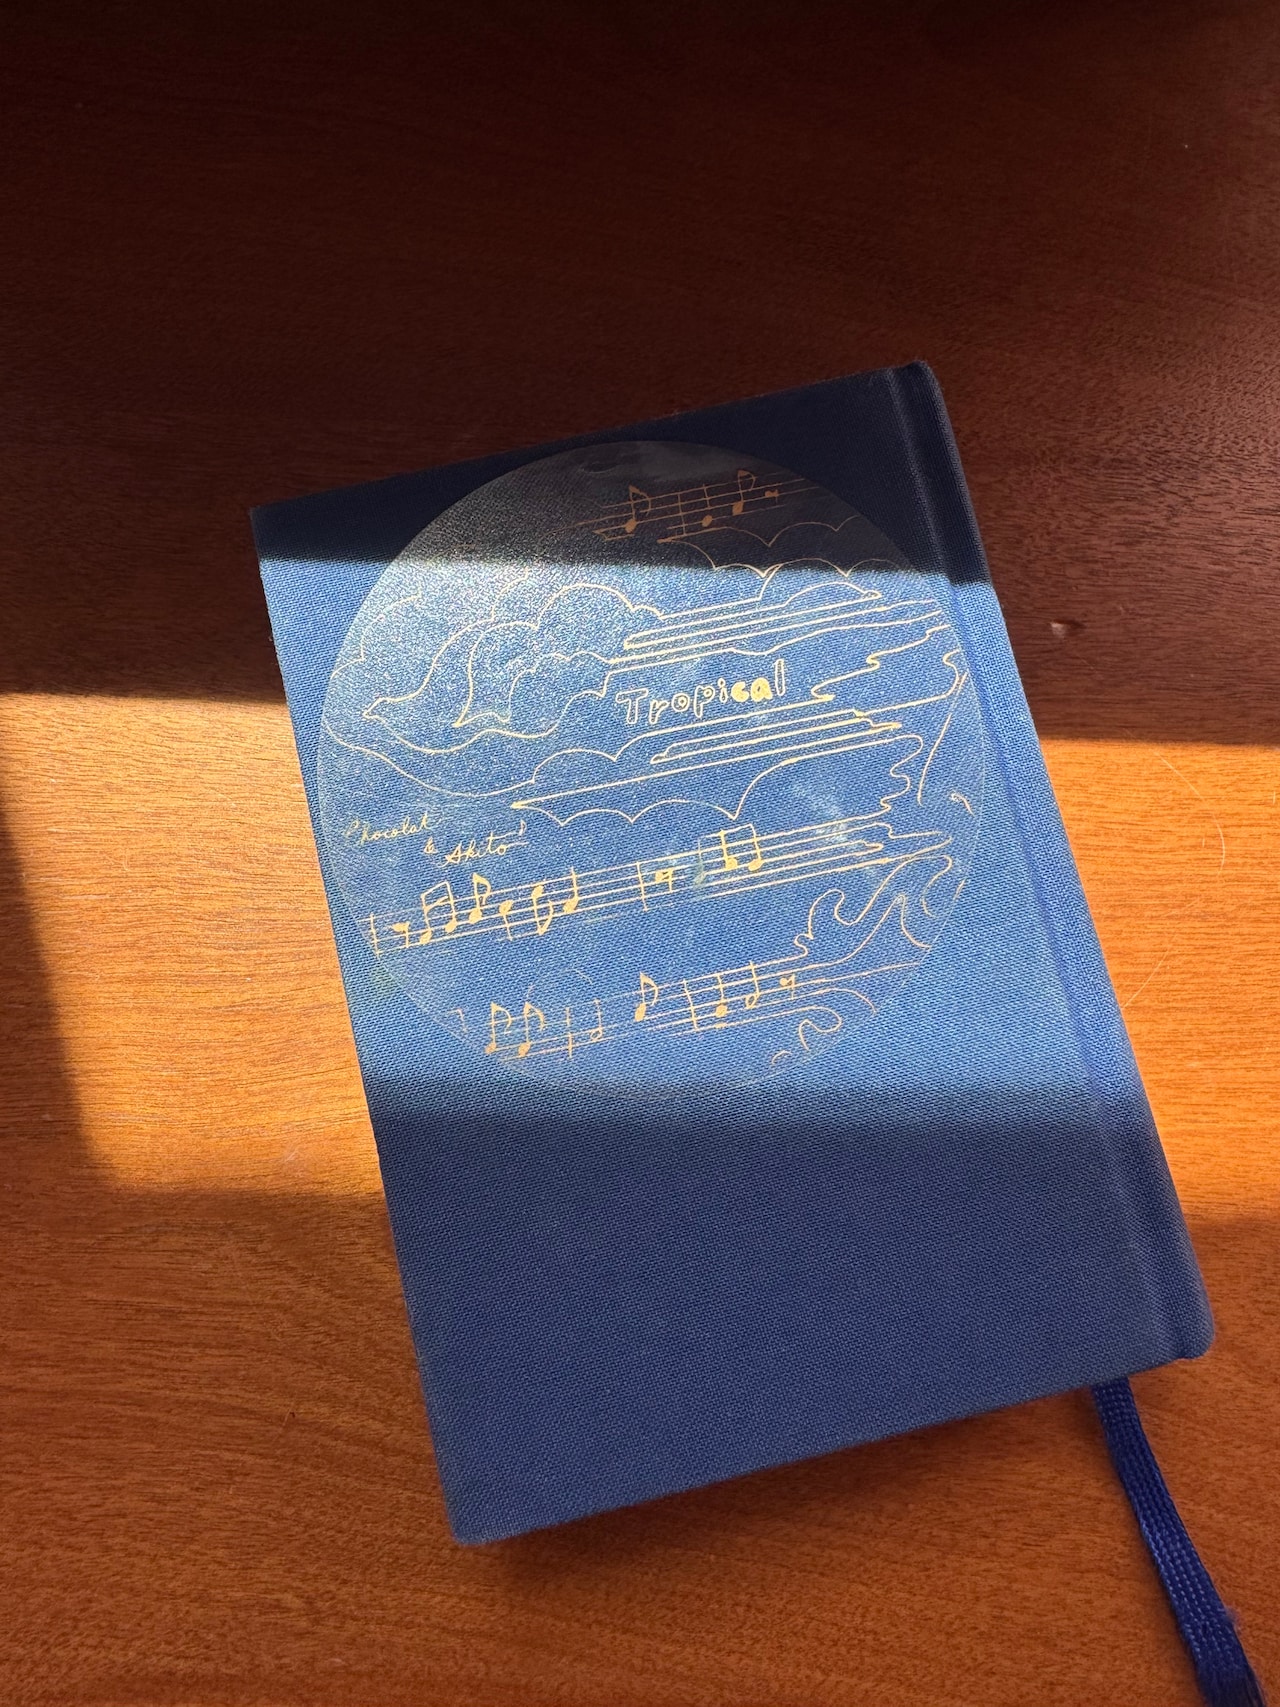 Tropical
Chocolat
& Akito